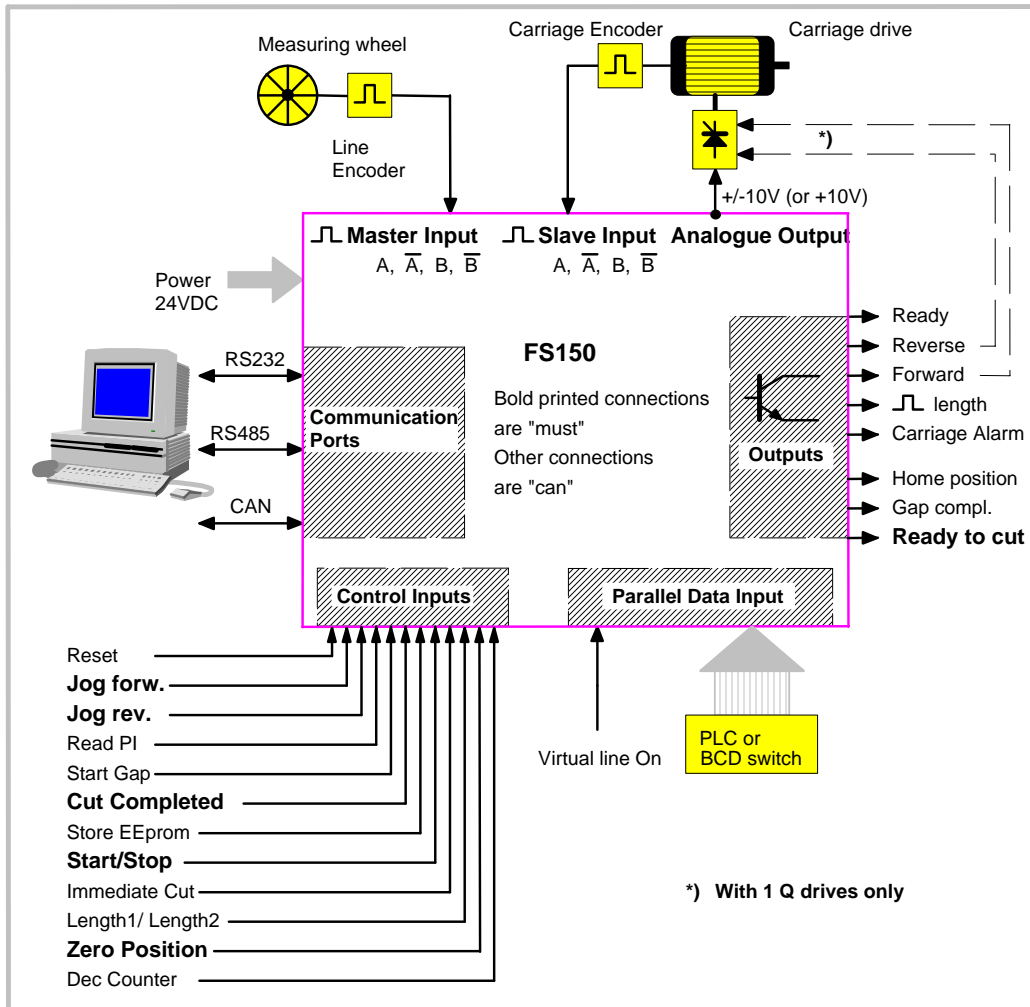 Measuring wheel
Carriage Encoder
Carriage drive
Line
Encoder
*)
+/-10V (or +10V)
Master Input
A, A̅, B, B̅
Slave Input
A, A̅, B, B̅
Analogue Output
Power
24VDC
RS232
RS485
CAN
Communication
Ports
FS150
Bold printed connections
are "must"
Other connections
are "can"
Outputs
Ready
Reverse
Forward
length
Carriage Alarm
Home position
Gap compl.
Ready to cut
Control Inputs
Parallel Data Input
Reset
Jog forw.
Jog rev.
Read PI
Start Gap
Cut Completed
Store EEprom
Start/Stop
Immediate Cut
Length1/ Length2
Zero Position
Dec Counter
Virtual line On
PLC or
BCD switch
*) With 1 Q drives only